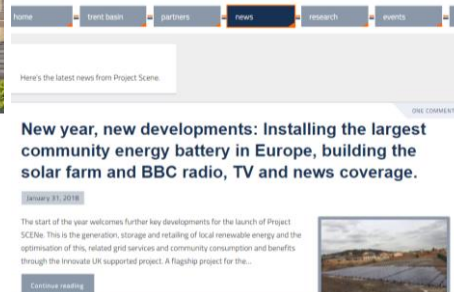 home
trent basin
partners
news
research
events
Here's the latest news from Project Scene.
ONE COMMENT
New year, new developments: Installing the largest
community energy battery in Europe, building the
solar farm and BBC radio, TV and news coverage.
January 31, 2018
The start of the year welcomes further key developments for the launch of Project
SCENe. This is the generation, storage and retailing of local renewable energy and the
optimisation of this, related grid services and community consumption and benefits
through the Innovate UK supported project. A flagship project for the...
Continue reading